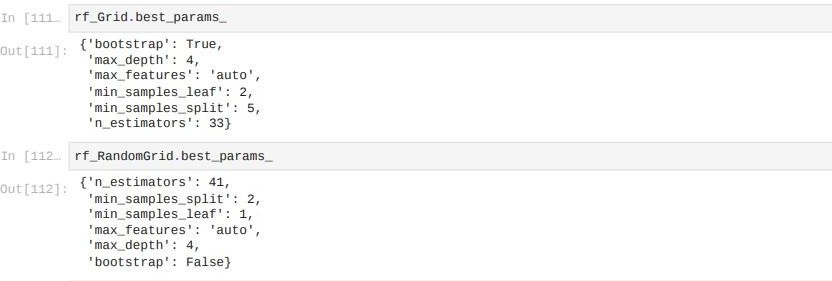 In [111… rf_Grid.best_params_
Out[111]: {'bootstrap': True,
'max_depth': 4,
'max_features': 'auto',
'min_samples_leaf': 2,
'min_samples_split': 5,
'n_estimators': 33}
In [112… rf_RandomGrid.best_params_
Out[112]: {'n_estimators': 41,
'min_samples_split': 2,
'min_samples_leaf': 1,
'max_features': 'auto',
'max_depth': 4,
'bootstrap': False}